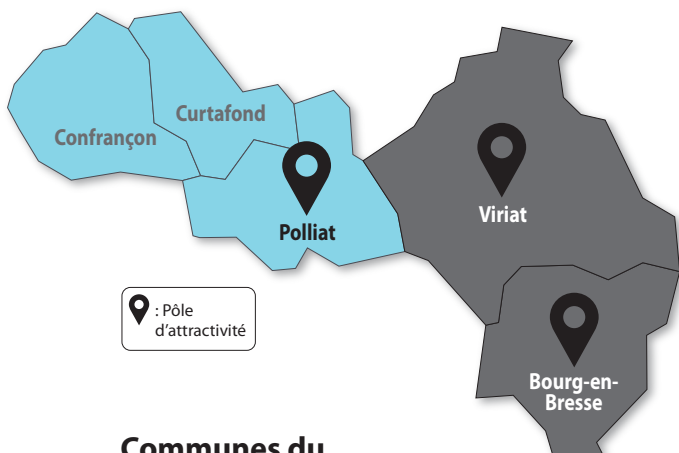 Curtafond
Confrançon
Polliat
Viriat
: Pôle
d'attractivité
Bourg-en-
Bresse
Communes du